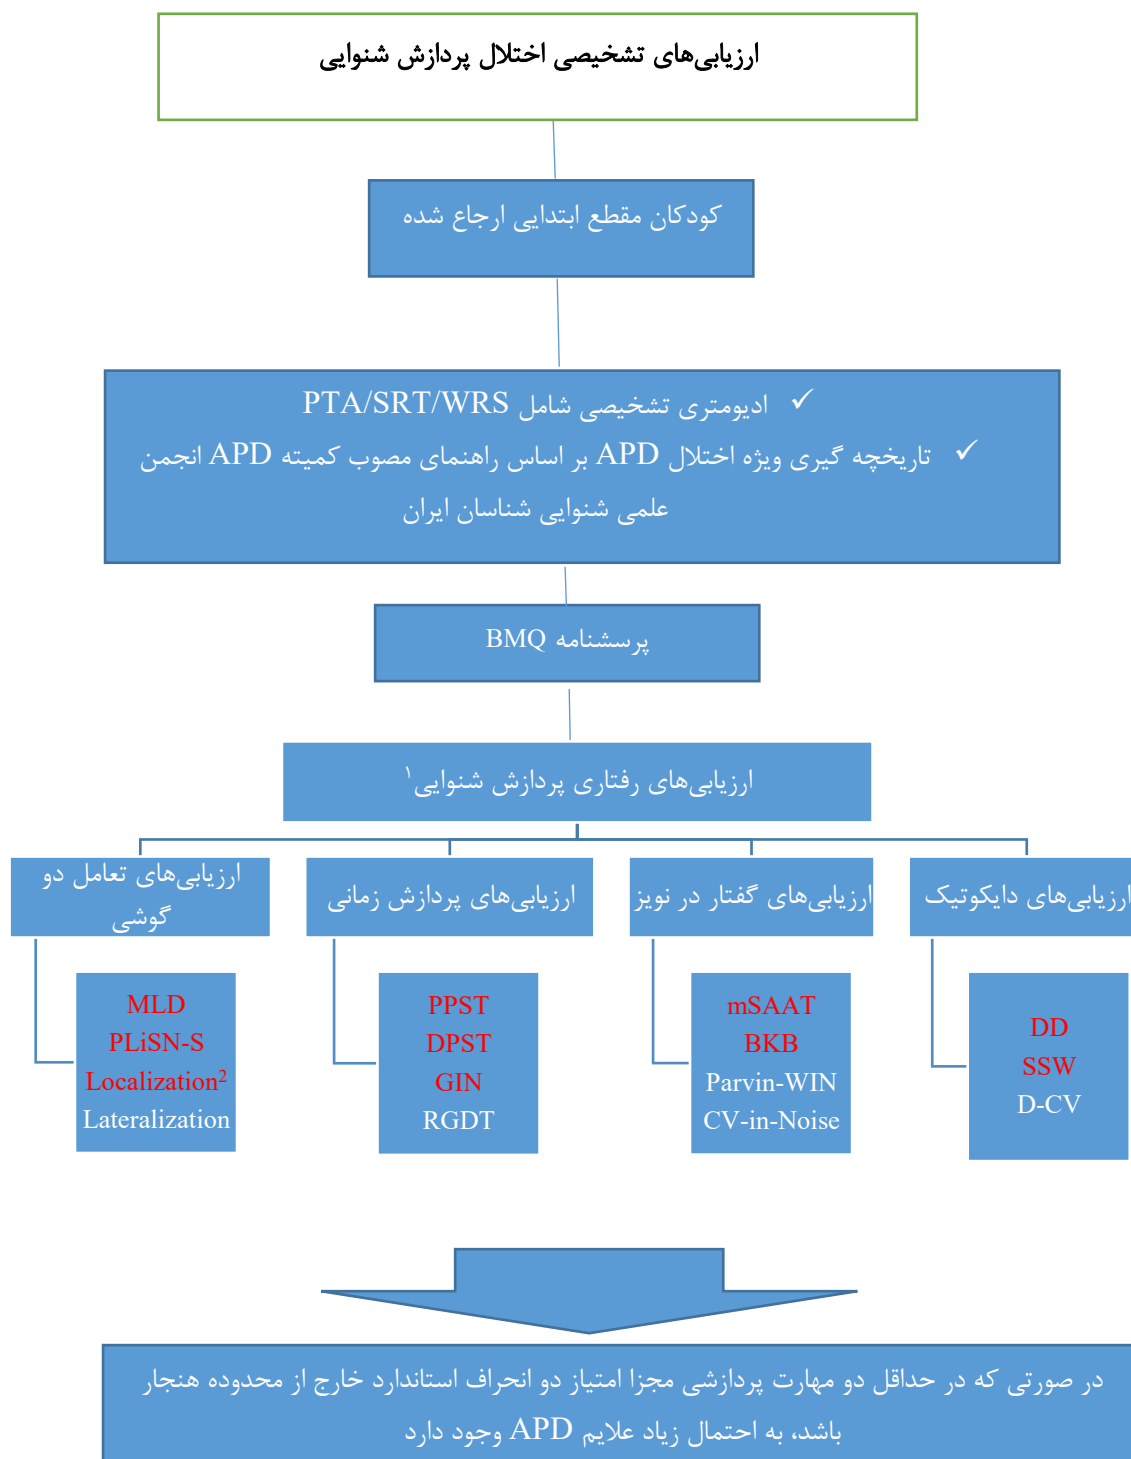 ارزیابی‌های تشخیصی اختلال پردازش شنوایی
کودکان مقطع ابتدایی ارجاع شده
✓ ادیومتری تشخیصی شامل PTA/SRT/WRS
✓ تاریخچه گیری ویژه اختلال APD بر اساس راهنمای مصوب کمیته APD انجمن
علمی شنوایی شناسان ایران
پرسشنامه BMQ
ارزیابی‌های رفتاری پردازش شنوایی۱
ارزیابی‌های دایکوتیک
DD
SSW
D-CV
ارزیابی‌های گفتار در نویز
mSAAT
BKB
Parvin-WIN
CV-in-Noise
ارزیابی‌های پردازش زمانی
PPST
DPST
GIN
RGDT
ارزیابی‌های تعامل دو
گوشی
MLD
PLiSN-S
Localization2
Lateralization
در صورتی که در حداقل دو مهارت پردازشی مجزا امتیاز دو انحراف استاندارد خارج از محدوده هنجار
باشد، به احتمال زیاد علایم APD وجود دارد